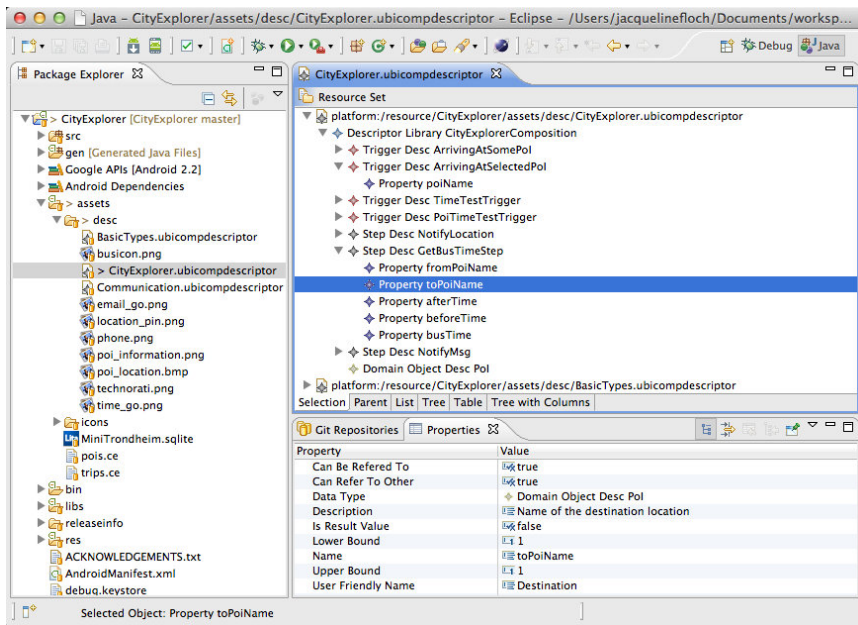 Java – CityExplorer/assets/desc/CityExplorer.ubicompdescriptor – Eclipse – /Users/jacquelinefloch/Documents/worksp...
Debug Java
Package Explorer
> CityExplorer [CityExplorer master]
src
gen [Generated Java Files]
Google APIs [Android 2.2]
Android Dependencies
> assets
> desc
BasicTypes.ubicompdescriptor
busicon.png
> CityExplorer.ubicompdescriptor
Communication.ubicompdescriptor
email_go.png
location_pin.png
phone.png
poi_information.png
poi_location.bmp
technorati.png
time_go.png
icons
MiniTrondheim.sqlite
pois.ce
trips.ce
bin
libs
releaseinfo
res
ACKNOWLEDGEMENTS.txt
AndroidManifest.xml
debug.keystore
CityExplorer.ubicompdescriptor
Resource Set
platform:/resource/CityExplorer/assets/desc/CityExplorer.ubicompdescriptor
Descriptor Library CityExplorerComposition
Trigger Desc ArrivingAtSomePoI
Trigger Desc ArrivingAtSelectedPoI
Property poiName
Trigger Desc TimeTestTrigger
Trigger Desc PoiTimeTestTrigger
Step Desc NotifyLocation
Step Desc GetBusTimeStep
Property fromPoiName
Property toPoiName
Property afterTime
Property beforeTime
Property busTime
Step Desc NotifyMsg
Domain Object Desc PoI
platform:/resource/CityExplorer/assets/desc/BasicTypes.ubicompdescriptor
Selection Parent List Tree Table Tree with Columns
Git Repositories Properties
Property Value
Can Be Refered To true
Can Refer To Other true
Data Type Domain Object Desc PoI
Description Name of the destination location
Is Result Value false
Lower Bound 1
Name toPoiName
Upper Bound 1
User Friendly Name Destination
Selected Object: Property toPoiName